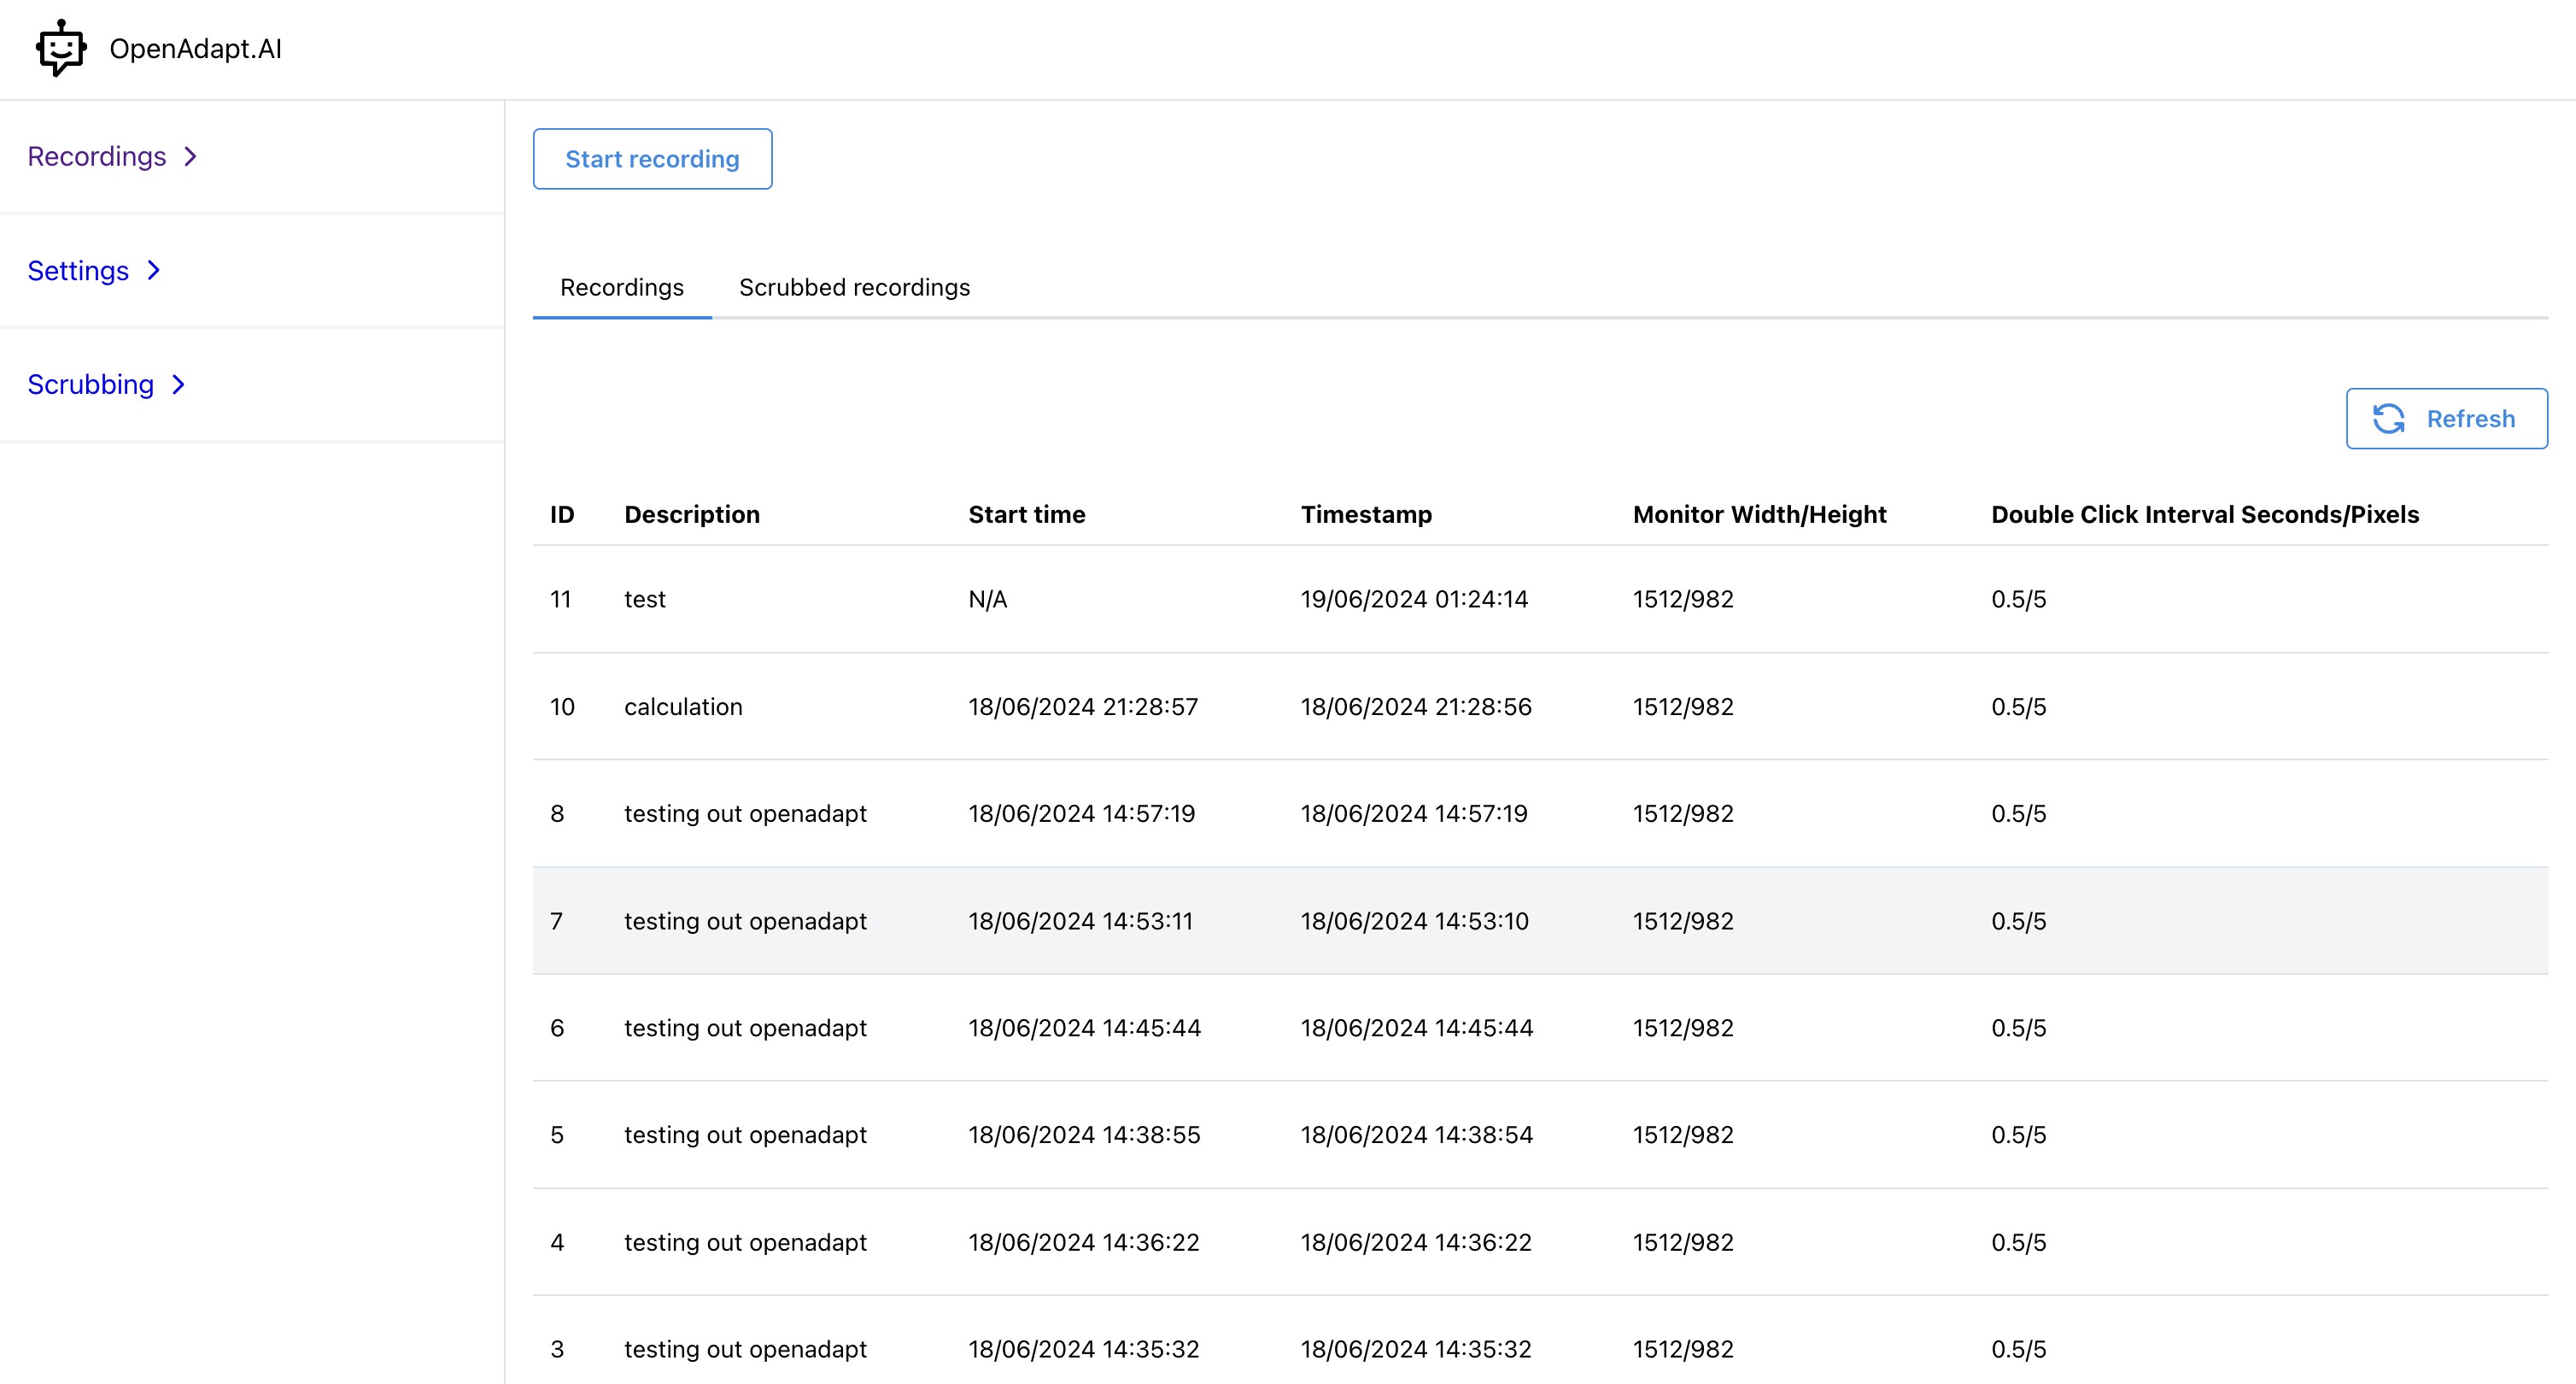 OpenAdapt.AI
Recordings
Settings
Scrubbing
Start recording
Recordings Scrubbed recordings
Refresh
ID Description Start time Timestamp Monitor Width/Height Double Click Interval Seconds/Pixels
11 test N/A 19/06/2024 01:24:14 1512/982 0.5/5
10 calculation 18/06/2024 21:28:57 18/06/2024 21:28:56 1512/982 0.5/5
8 testing out openadapt 18/06/2024 14:57:19 18/06/2024 14:57:19 1512/982 0.5/5
7 testing out openadapt 18/06/2024 14:53:11 18/06/2024 14:53:10 1512/982 0.5/5
6 testing out openadapt 18/06/2024 14:45:44 18/06/2024 14:45:44 1512/982 0.5/5
5 testing out openadapt 18/06/2024 14:38:55 18/06/2024 14:38:54 1512/982 0.5/5
4 testing out openadapt 18/06/2024 14:36:22 18/06/2024 14:36:22 1512/982 0.5/5
3 testing out openadapt 18/06/2024 14:35:32 18/06/2024 14:35:32 1512/982 0.5/5